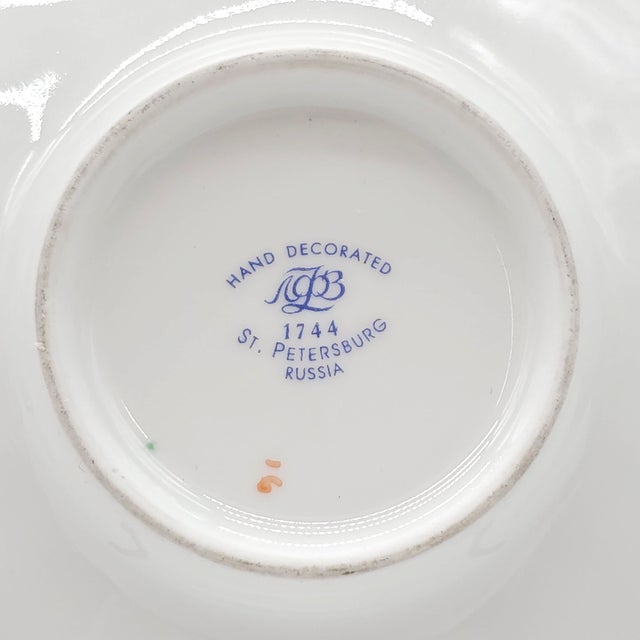 HAND DECORATED
ЛФЗ
1744
ST. PETERSBURG
RUSSIA